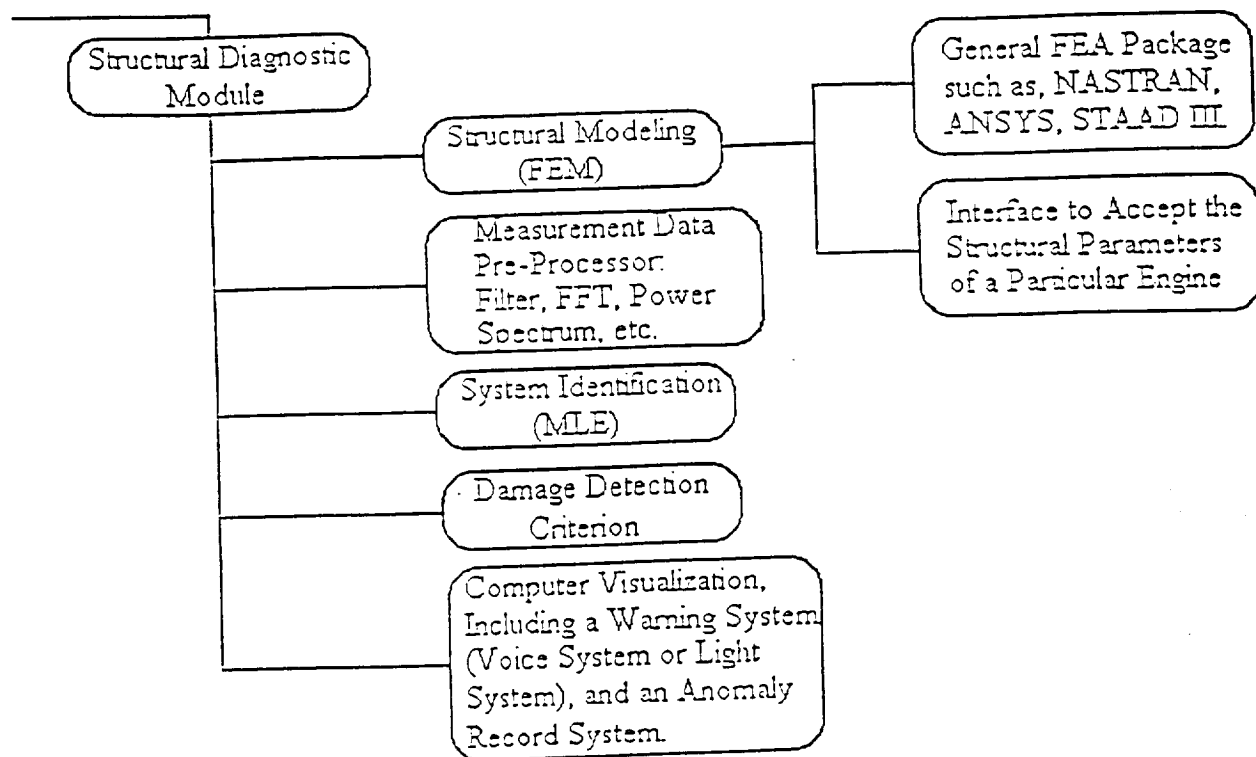 Structural Diagnostic
Module
Structural Modeling
(FEM)
Measurement Data
Pre-Processor:
Filter, FFT, Power
Spectrum, etc.
System Identification
(MLE)
Damage Detection
Criterion
Computer Visualization,
Including a Warning System
(Voice System or Light
System), and an Anomaly
Record System.
General FEA Package
such as, NASTRAN,
ANSYS, STAAD III
Interface to Accept the
Structural Parameters
of a Particular Engine